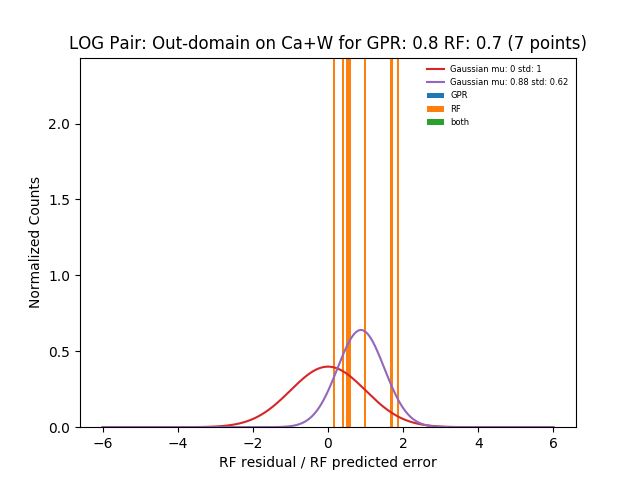 LOG Pair: Out-domain on Ca+W for GPR: 0.8 RF: 0.7 (7 points)
Gaussian mu: 0 std: 1
Gaussian mu: 0.88 std: 0.62
GPR
RF
both
Normalized Counts
2.0
1.5
1.0
0.5
0.0
−6 −4 −2 0 2 4 6
RF residual / RF predicted error